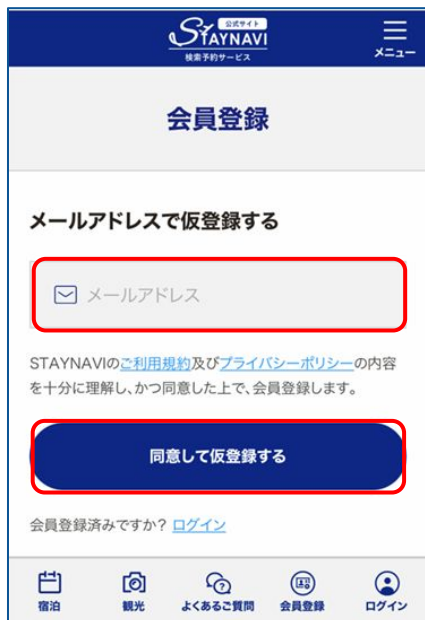 公式サイト
STAYNAVI
検索予約サービス
メニュー
会員登録
メールアドレスで仮登録する
メールアドレス
STAYNAVIのご利用規約及びプライバシーポリシーの内容
を十分に理解し、かつ同意した上で、会員登録します。
同意して仮登録する
会員登録済みですか？ ログイン
宿泊 観光 よくあるご質問 会員登録 ログイン